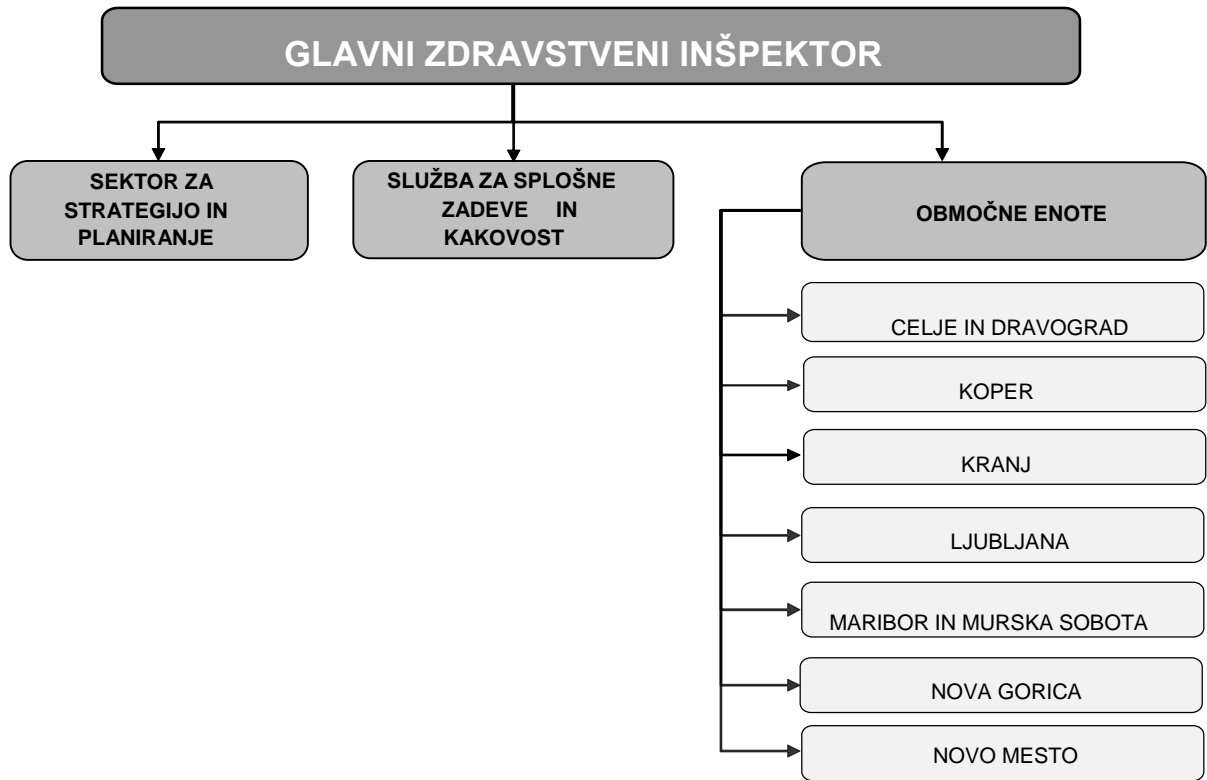 GLAVNI ZDRAVSTVENI INŠPEKTOR
SEKTOR ZA
STRATEGIJO IN
PLANIRANJE
SLUŽBA ZA SPLOŠNE
ZADEVE IN
KAKOVOST
OBMOČNE ENOTE
CELJE IN DRAVOGRAD
KOPER
KRANJ
LJUBLJANA
MARIBOR IN MURSKA SOBOTA
NOVA GORICA
NOVO MESTO